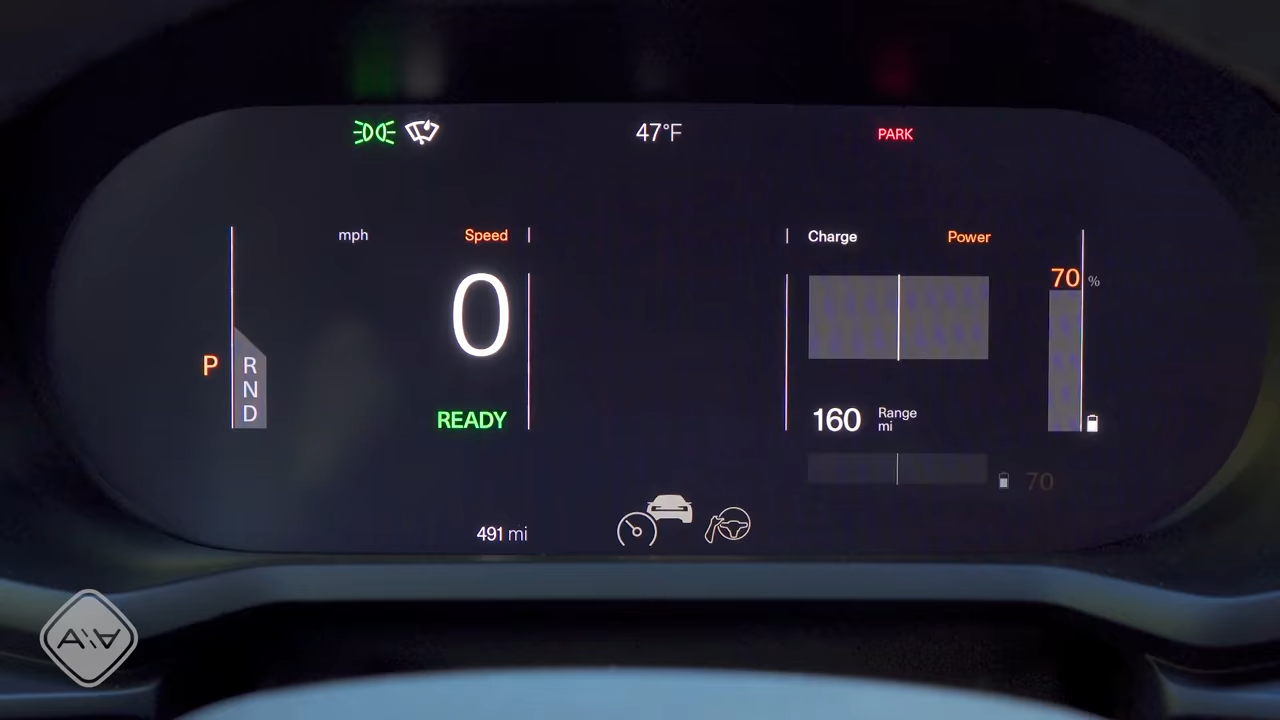 47°F
PARK
mph
Speed
0
READY
P
R
N
D
491 mi
Charge
Power
70 %
160
Range
mi
70